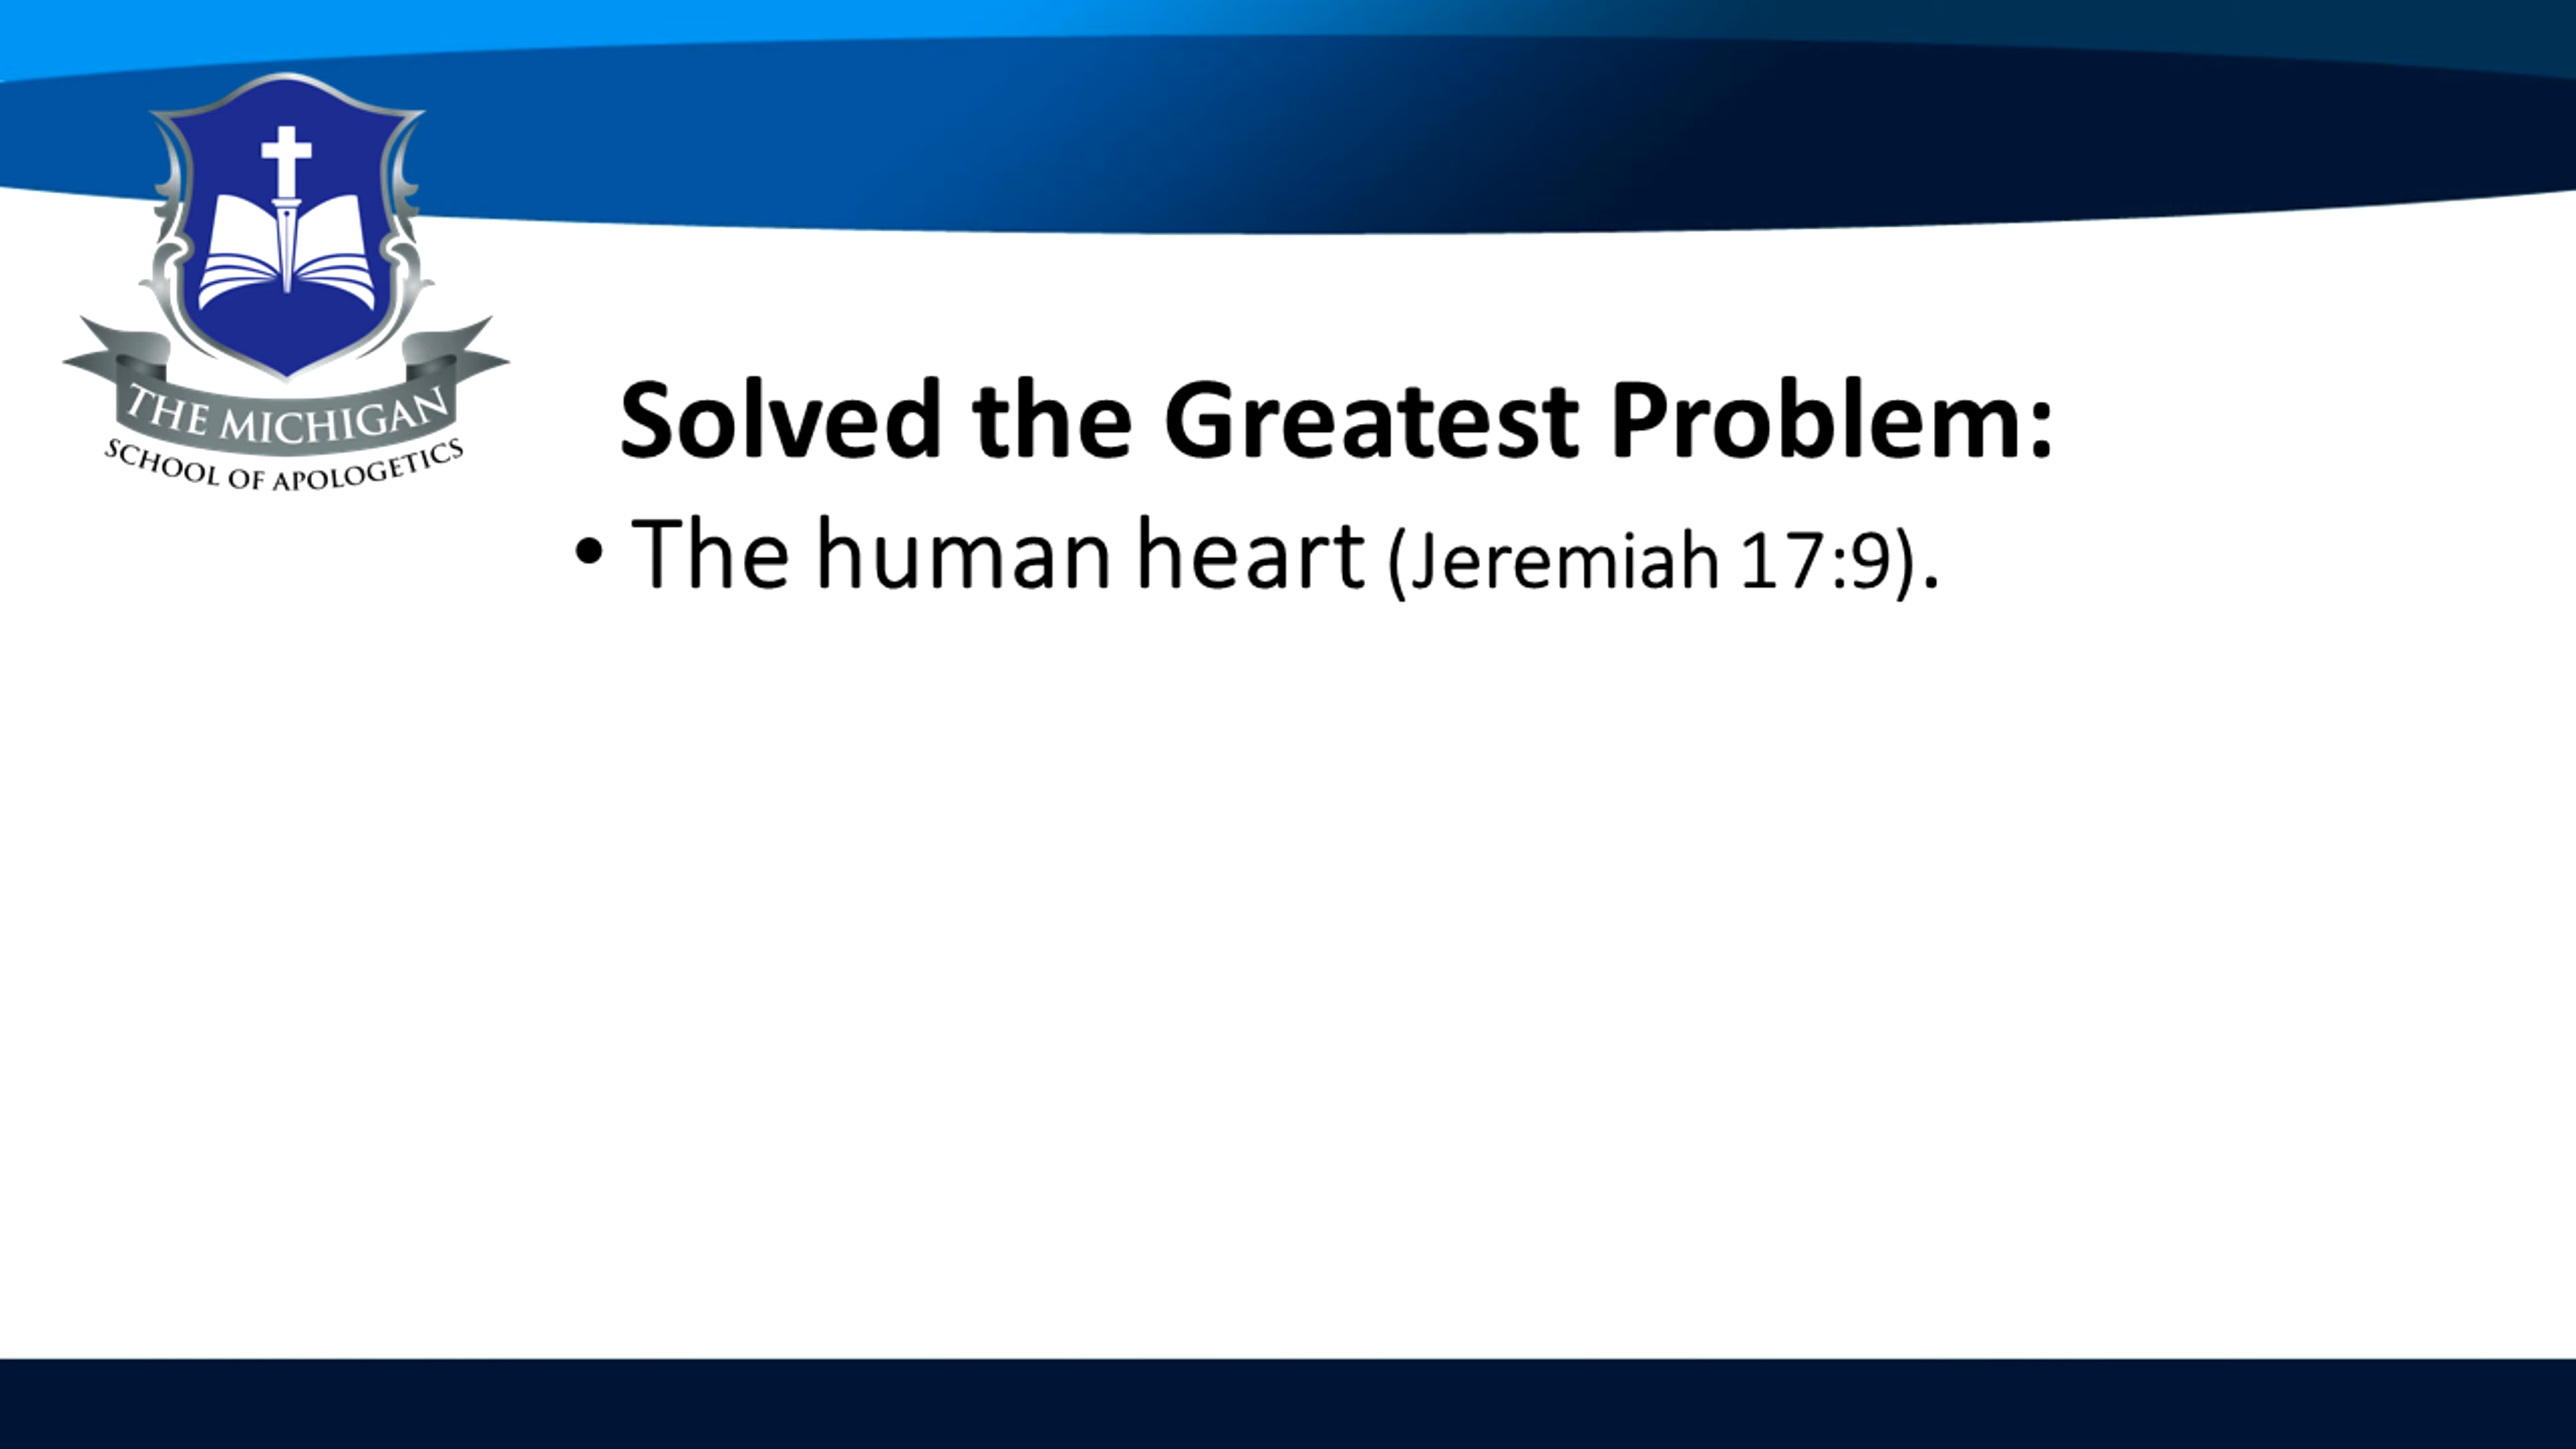 THE MICHIGAN
SCHOOL OF APOLOGETICS
Solved the Greatest Problem:
• The human heart (Jeremiah 17:9).